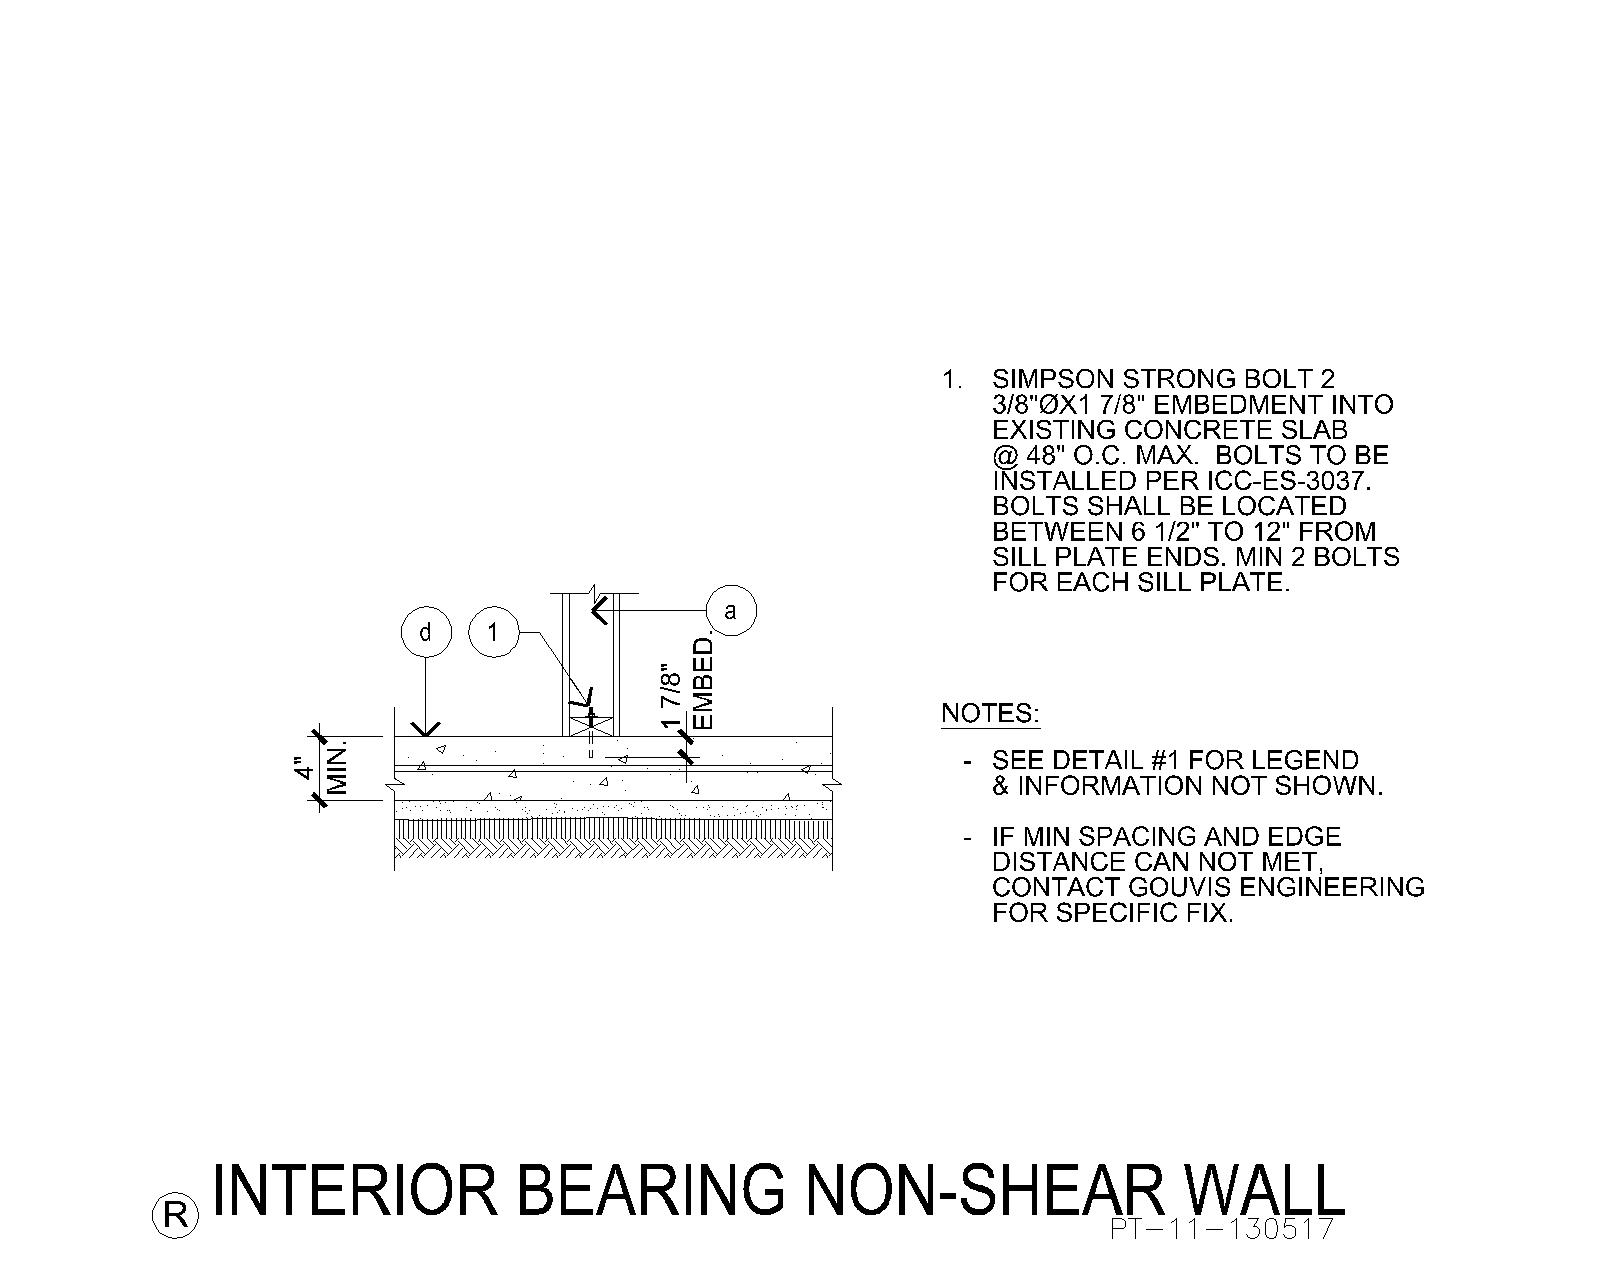 1. SIMPSON STRONG BOLT 2
3/8"ØX1 7/8" EMBEDMENT INTO
EXISTING CONCRETE SLAB
@ 48" O.C. MAX. BOLTS TO BE
INSTALLED PER ICC-ES-3037.
BOLTS SHALL BE LOCATED
BETWEEN 6 1/2" TO 12" FROM
SILL PLATE ENDS. MIN 2 BOLTS
FOR EACH SILL PLATE.
d
1
a
1 7/8"
EMBED.
4"
MIN.
NOTES:
- SEE DETAIL #1 FOR LEGEND
& INFORMATION NOT SHOWN.
- IF MIN SPACING AND EDGE
DISTANCE CAN NOT MET,
CONTACT GOUVIS ENGINEERING
FOR SPECIFIC FIX.
R INTERIOR BEARING NON-SHEAR WALL
PT-11-130517